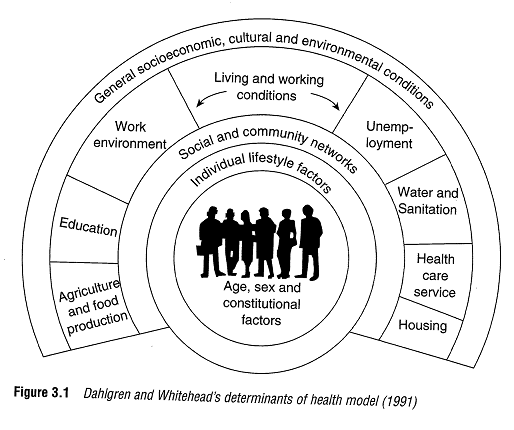 General socioeconomic, cultural and environmental conditions
Living and working
conditions
Work
environment
Unemp-
loyment
Social and community networks
Individual lifestyle factors
Education
Water and
Sanitation
Agriculture
and food
production
Health
care
service
Housing
Age, sex and
constitutional
factors
Figure 3.1 Dahlgren and Whitehead's determinants of health model (1991)